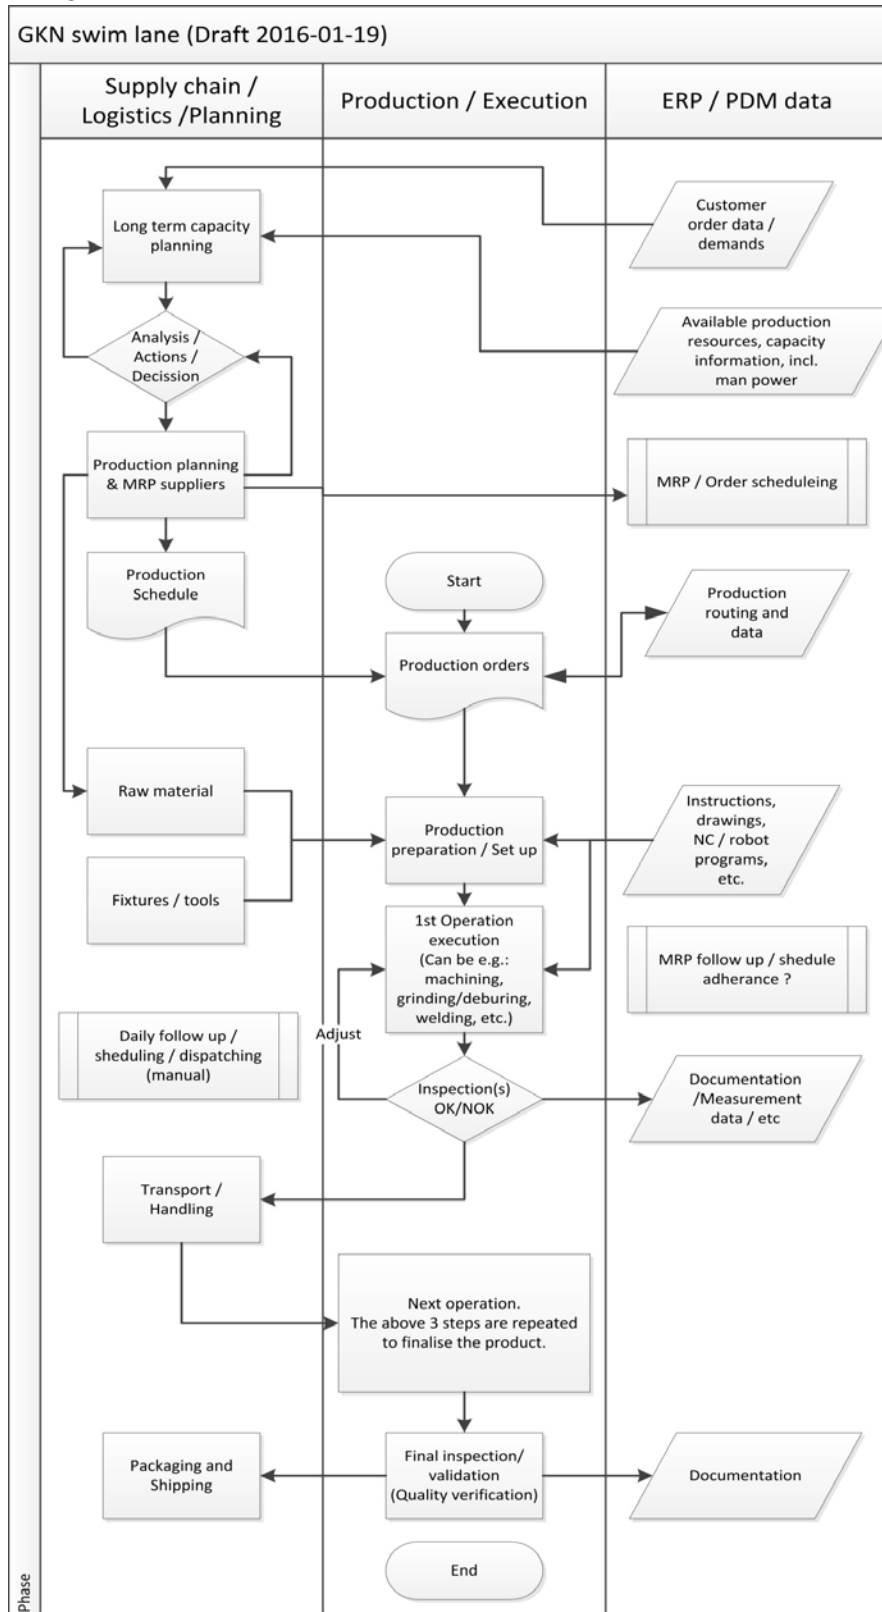 GKN swim lane (Draft 2016-01-19)
Supply chain /
Logistics /Planning
Production / Execution
ERP / PDM data
Customer
order data /
demands
Long term capacity
planning
Available production
resources, capacity
information, incl.
man power
Analysis /
Actions /
Decission
Production planning
& MRP suppliers
MRP / Order scheduleing
Production
Schedule
Start
Production
routing and
data
Production orders
Raw material
Production
preparation / Set up
Instructions,
drawings,
NC / robot
programs,
etc.
Fixtures / tools
1st Operation
execution
(Can be e.g.:
machining,
grinding/deburing,
welding, etc.)
MRP follow up / shedule
adherance ?
Adjust
Daily follow up /
sheduling / dispatching
(manual)
Inspection(s)
OK/NOK
Documentation
/Measurement
data / etc
Transport /
Handling
Next operation.
The above 3 steps are repeated
to finalise the product.
Packaging and
Shipping
Final inspection/
validation
(Quality verification)
Documentation
End
Phase